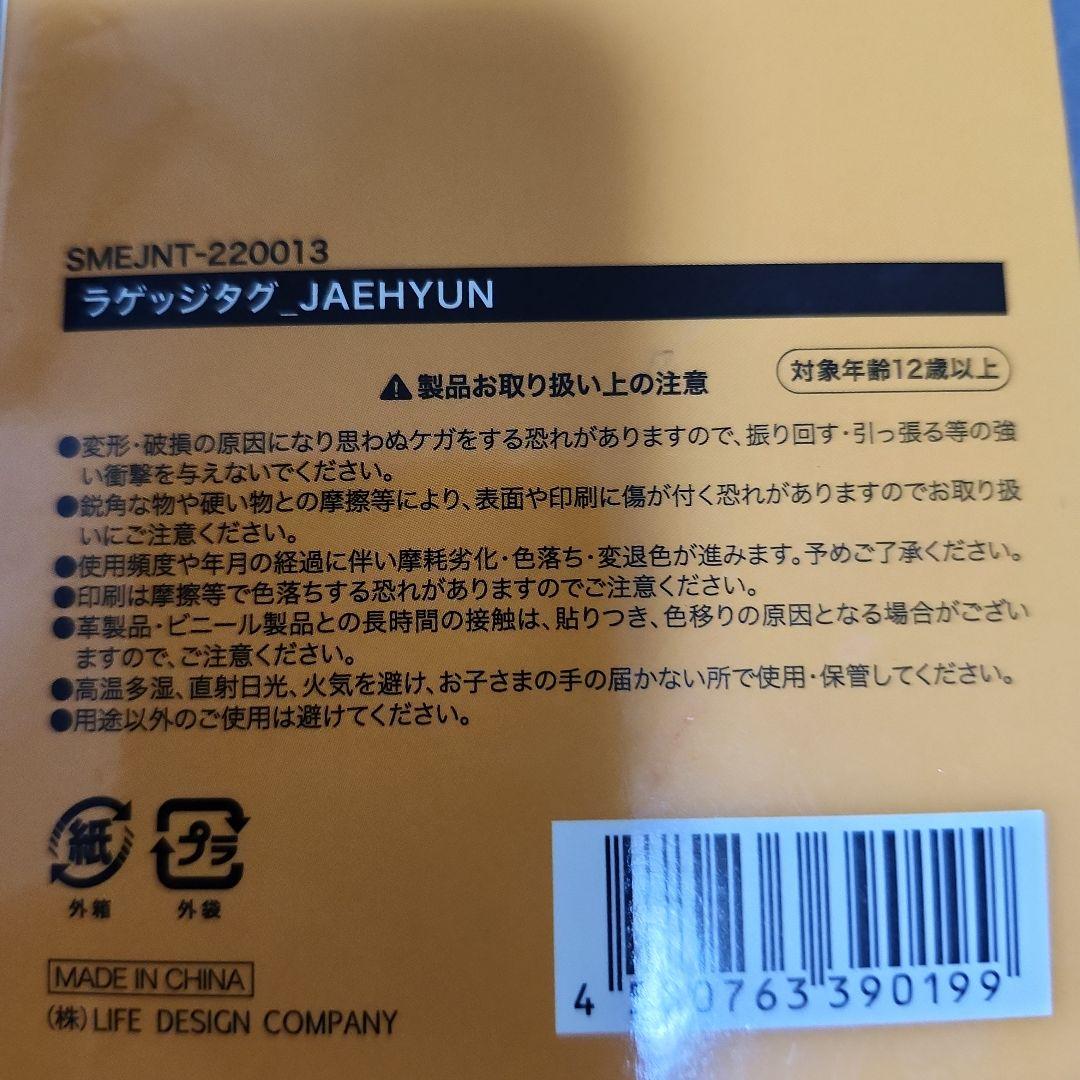 SMEJNT-220013
ラゲッジタグ_JAEHYUN
対象年齢12歳以上
⚠製品お取り扱い上の注意
●変形・破損の原因になり思わぬケガをする恐れがありますので、振り回す・引っ張る等の強
い衝撃を与えないでください。
●鋭角な物や硬い物との摩擦等により、表面や印刷に傷が付く恐れがありますのでお取り扱
いにご注意ください。
●使用頻度や年月の経過に伴い摩耗劣化・色落ち・変退色が進みます。予めご了承ください。
●印刷は摩擦等で色落ちする恐れがありますのでご注意ください。
●革製品・ビニール製品との長時間の接触は、貼りつき、色移りの原因となる場合がござい
ますので、ご注意ください。
●高温多湿、直射日光、火気を避け、お子さまの手の届かない所で使用・保管してください。
●用途以外のご使用は避けてください。
紙 プラ
外箱 外袋
MADE IN CHINA
(株)LIFE DESIGN COMPANY
4 0763 390199